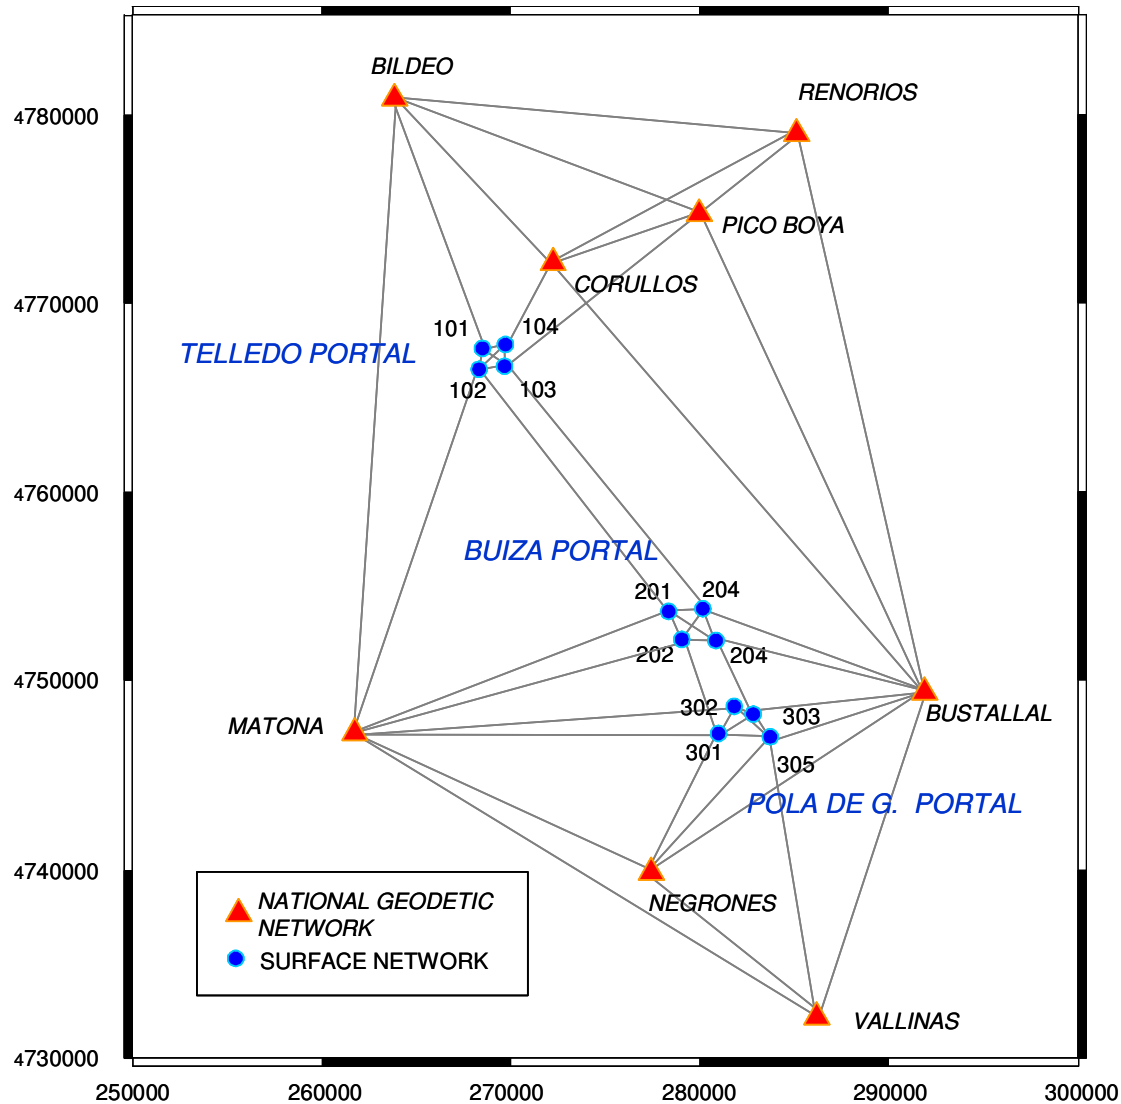 BILDEO
RENORIOS
4780000
PICO BOYA
CORULLOS
4770000
101
104
TELLEDO PORTAL
102
103
4760000
BUIZA PORTAL
201
204
202
204
4750000
302
303
BUSTALLAL
MATONA
301
305
POLA DE G. PORTAL
4740000
NEGRONES
NATIONAL GEODETIC
NETWORK
SURFACE NETWORK
VALLINAS
4730000
250000
260000
270000
280000
290000
300000